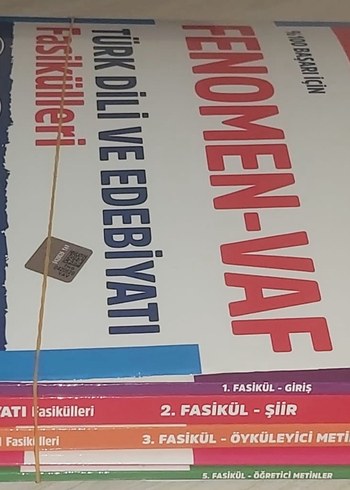 %100 BAŞARI İÇİN
FENOMEN-VAF
TÜRK DİLİ VE EDEBİYATI
Fasikülleri
1. FASİKÜL - GİRİŞ
YATI Fasikülleri 2. FASİKÜL - ŞİİR
Fasikülleri 3. FASİKÜL - ÖYKÜLEYİCİ METİ
5. FASİKÜL - ÖĞRETİCİ METİNLER